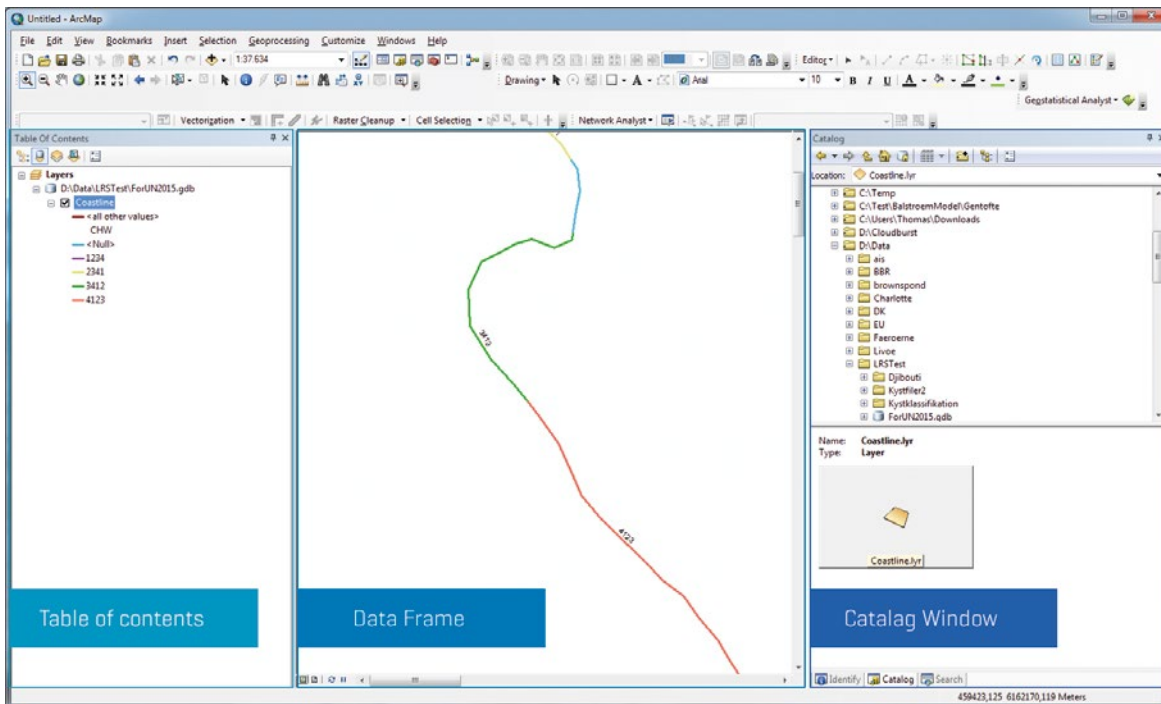 Untitled - ArcMap
File Edit View Bookmarks Insert Selection Geoprocessing Customize Windows Help
1:37.634
Editor
Drawing
A
Arial
10
B I U A
Geostatistical Analyst
Vectorization
Raster Cleanup
Cell Selection
Network Analyst
Table Of Contents
Layers
D:\Data\LRSTest\ForUN2015.gdb
Coastline
<all other values>
CHW
<Null>
1234
2341
3412
4123
Table of contents
3412
4123
Data Frame
Catalog
Location: Coastline.lyr
C:\Temp
C:\Test\BalstroemModel\Gentofte
C:\Users\Thomas\Downloads
D:\Cloudburst
D:\Data
ais
BBR
brownspond
Charlotte
DK
EU
Faeroerne
Livoe
LRSTest
Djibouti
Kystfiler2
Kystklassifikation
ForUN2015.gdb
Name: Coastline.lyr
Type: Layer
Coastline.lyr
Catalag Window
Identify Catalog Search
459423,125 6162170,119 Meters